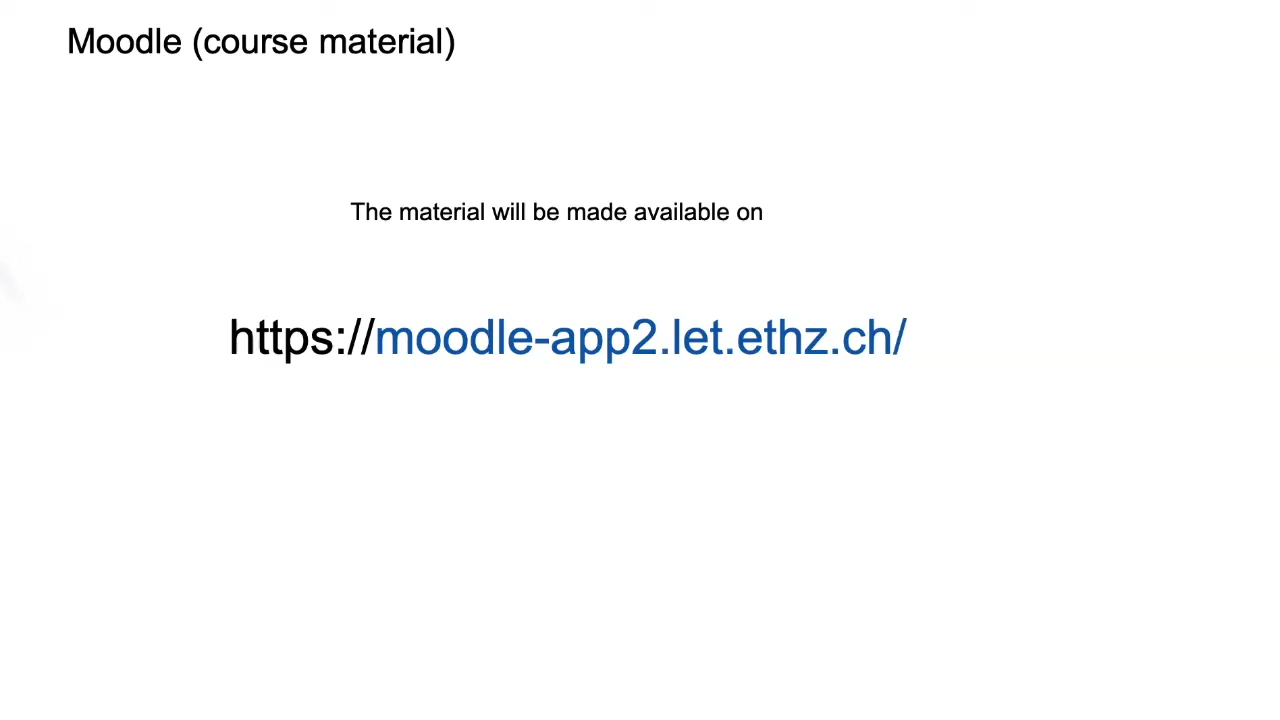 Moodle (course material)
The material will be made available on
https://moodle-app2.let.ethz.ch/